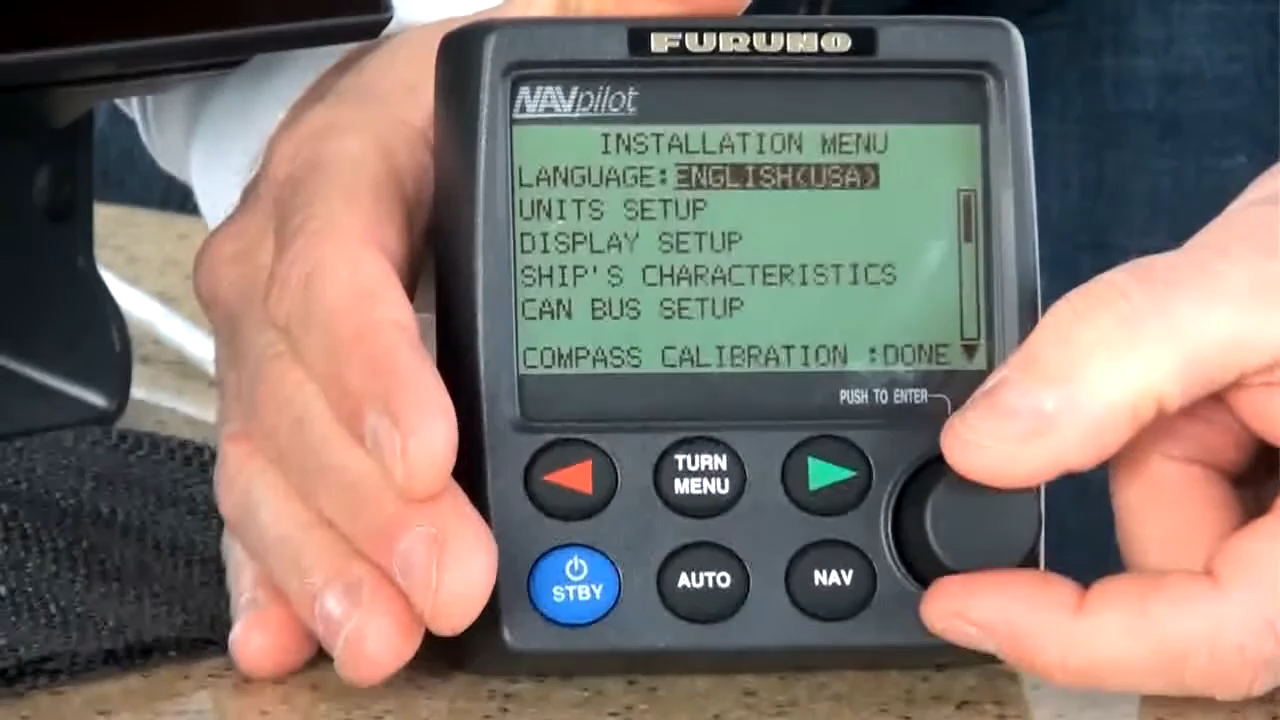 FURUNO
NAVpilot
INSTALLATION MENU
LANGUAGE:ENGLISH(USA)
UNITS SETUP
DISPLAY SETUP
SHIP'S CHARACTERISTICS
CAN BUS SETUP
COMPASS CALIBRATION :DONE
PUSH TO ENTER
TURN
MENU
STBY
AUTO
NAV